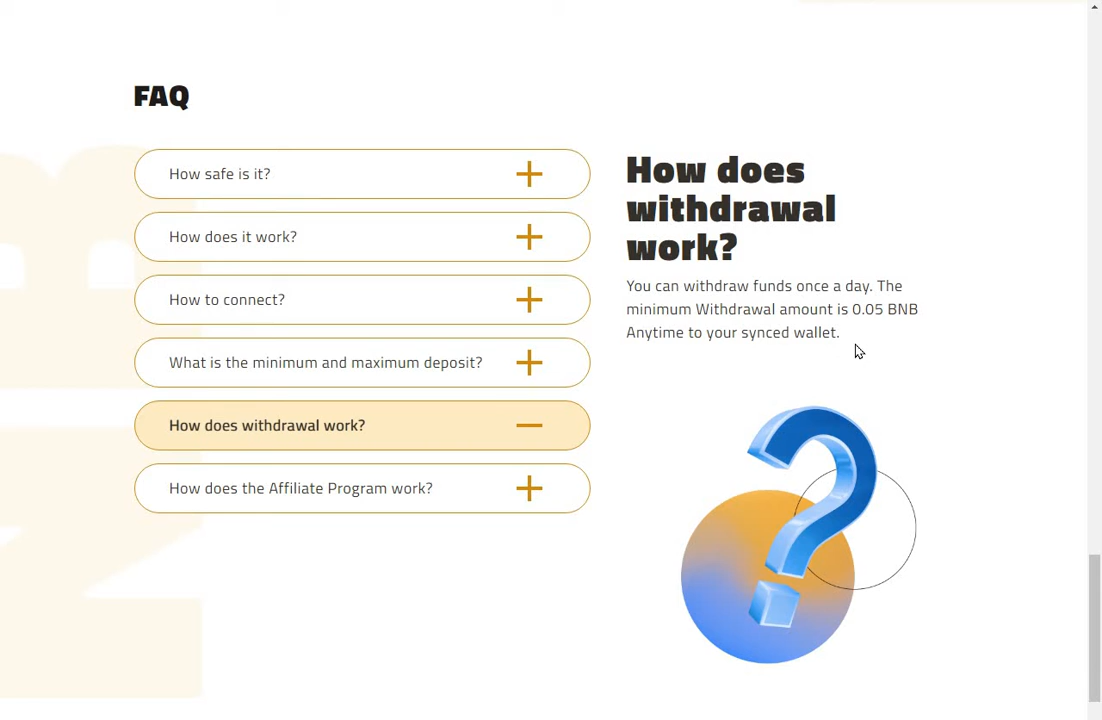 FAQ
How safe is it?
How does it work?
How to connect?
What is the minimum and maximum deposit?
How does withdrawal work?
How does the Affiliate Program work?
How does
withdrawal
work?
You can withdraw funds once a day. The
minimum Withdrawal amount is 0.05 BNB
Anytime to your synced wallet.